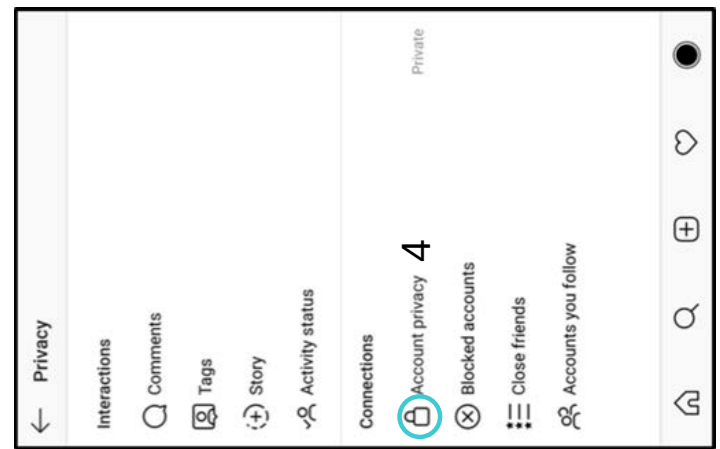 Privacy
Interactions
Comments
Tags
Story
Activity status
Connections
Account privacy 4 Private
Blocked accounts
Close friends
Accounts you follow